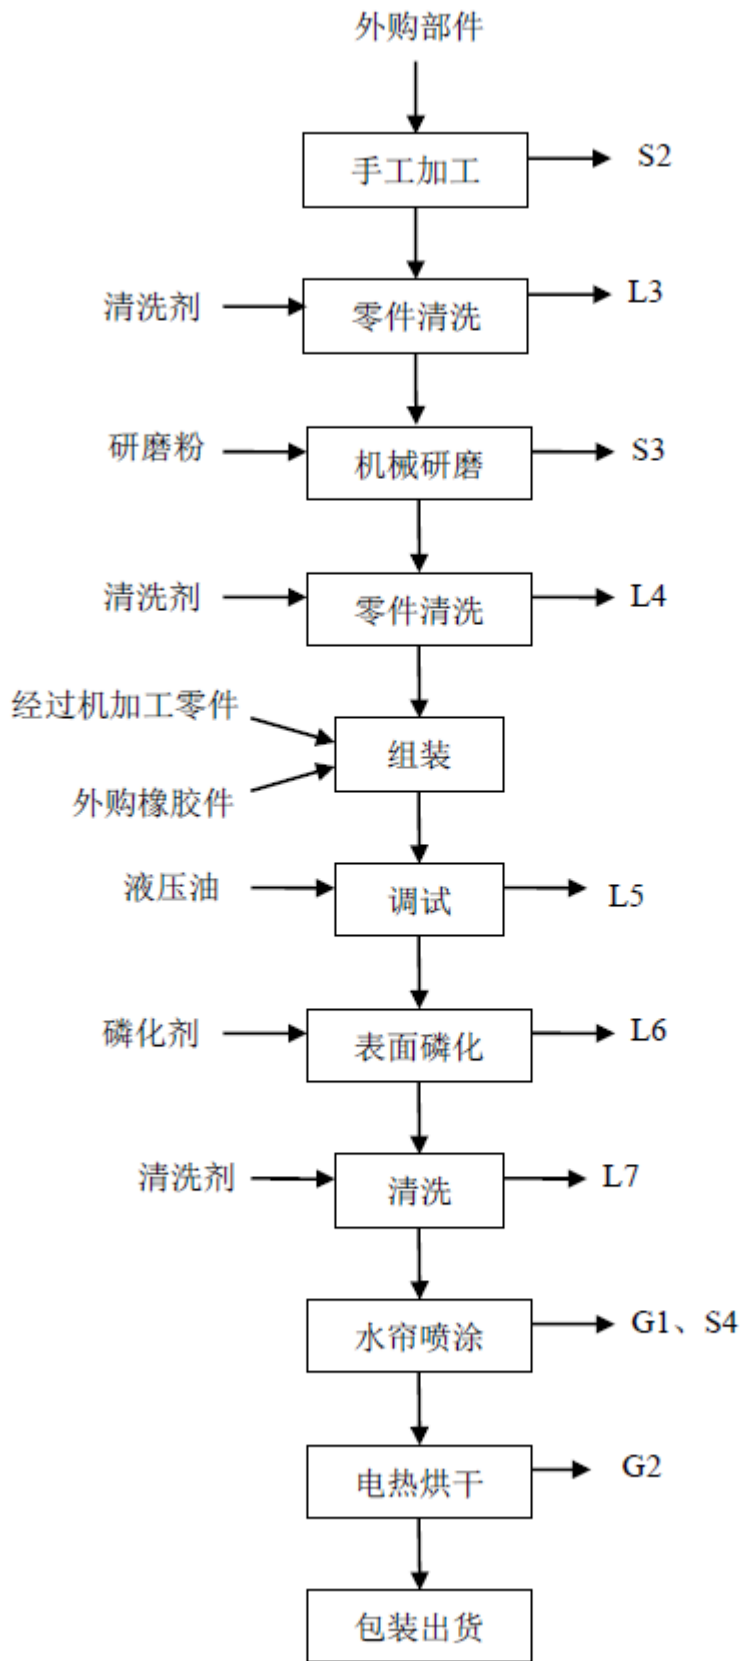 外购部件
手工加工
S2
清洗剂
零件清洗
L3
研磨粉
机械研磨
S3
清洗剂
零件清洗
L4
经过机加工零件
外购橡胶件
组装
液压油
调试
L5
磷化剂
表面磷化
L6
清洗剂
清洗
L7
水帘喷涂
G1、S4
电热烘干
G2
包装出货